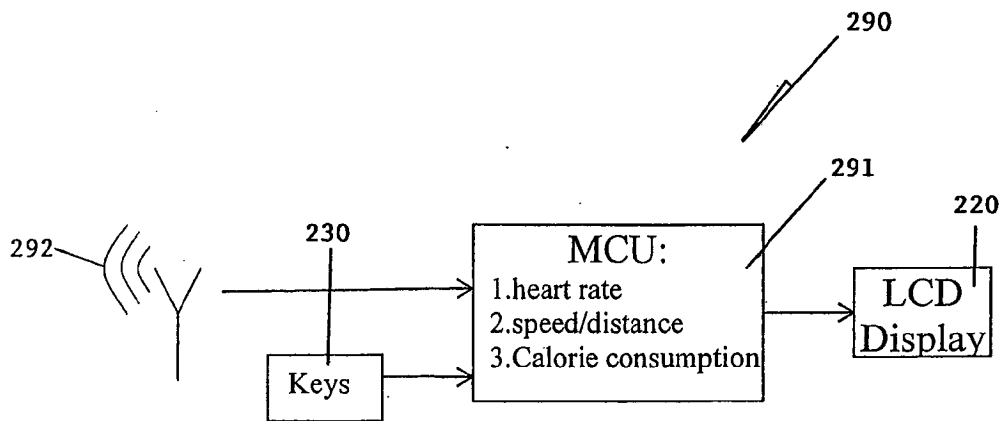 290
291
220
292
230
MCU:
1.heart rate
2.speed/distance
3.Calorie consumption
LCD
Display
Keys